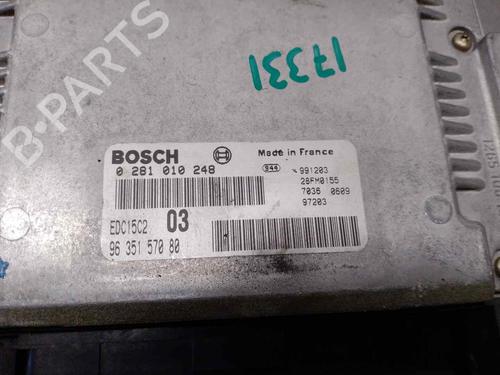 17331
B-PARTS
BOSCH
Made in France
0 281 010 248
944
991203
28FM0155
7036 0609
97203
EDC15C2
03
96 351 570 80